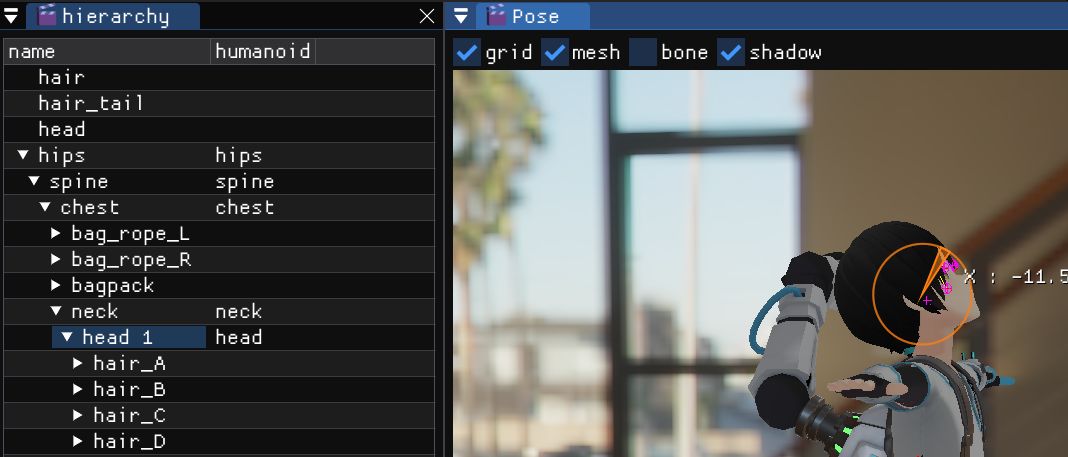 hierarchy
name humanoid
hair
hair_tail
head
hips hips
spine spine
chest chest
bag_rope_L
bag_rope_R
bagpack
neck neck
head 1 head
hair_A
hair_B
hair_C
hair_D
Pose
grid mesh bone shadow
X : -11.5